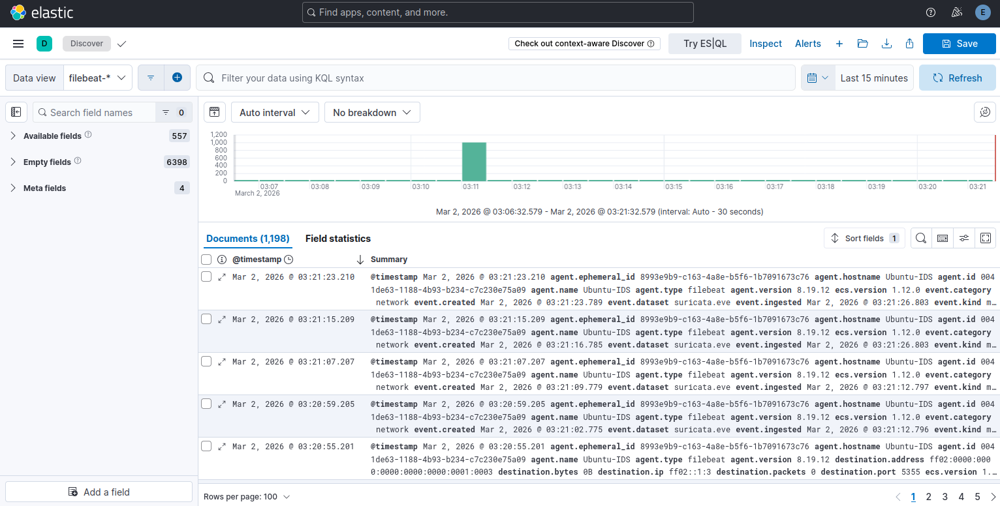 elastic
Find apps, content, and more.
E
D
Discover
Check out context-aware Discover
Try ES|QL
Inspect
Alerts
Save
Data view
filebeat-*
Filter your data using KQL syntax
Last 15 minutes
Refresh
Search field names
0
Auto interval
No breakdown
Available fields
557
Empty fields
6398
Meta fields
4
1,200
1,000
800
600
400
200
0
03:07 03:08 03:09 03:10 03:11 03:12 03:13 03:14 03:15 03:16 03:17 03:18 03:19 03:20 03:21
March 2, 2026
Mar 2, 2026 @ 03:06:32.579 - Mar 2, 2026 @ 03:21:32.579 (interval: Auto - 30 seconds)
Documents (1,198)
Field statistics
Sort fields 1
@timestamp
Summary
Mar 2, 2026 @ 03:21:23.210
@timestamp Mar 2, 2026 @ 03:21:23.210 agent.ephemeral_id 8993e9b9-c163-4a8e-b5f6-1b7091673c76 agent.hostname Ubuntu-IDS agent.id 004
1de63-1188-4b93-b234-c7c230e75a09 agent.name Ubuntu-IDS agent.type filebeat agent.version 8.19.12 ecs.version 1.12.0 event.category
network event.created Mar 2, 2026 @ 03:21:23.789 event.dataset suricata.eve event.ingested Mar 2, 2026 @ 03:21:26.803 event.kind m…
Mar 2, 2026 @ 03:21:15.209
@timestamp Mar 2, 2026 @ 03:21:15.209 agent.ephemeral_id 8993e9b9-c163-4a8e-b5f6-1b7091673c76 agent.hostname Ubuntu-IDS agent.id 004
1de63-1188-4b93-b234-c7c230e75a09 agent.name Ubuntu-IDS agent.type filebeat agent.version 8.19.12 ecs.version 1.12.0 event.category
network event.created Mar 2, 2026 @ 03:21:16.785 event.dataset suricata.eve event.ingested Mar 2, 2026 @ 03:21:26.803 event.kind m…
Mar 2, 2026 @ 03:21:07.207
@timestamp Mar 2, 2026 @ 03:21:07.207 agent.ephemeral_id 8993e9b9-c163-4a8e-b5f6-1b7091673c76 agent.hostname Ubuntu-IDS agent.id 004
1de63-1188-4b93-b234-c7c230e75a09 agent.name Ubuntu-IDS agent.type filebeat agent.version 8.19.12 ecs.version 1.12.0 event.category
network event.created Mar 2, 2026 @ 03:21:09.779 event.dataset suricata.eve event.ingested Mar 2, 2026 @ 03:21:12.797 event.kind m…
Mar 2, 2026 @ 03:20:59.205
@timestamp Mar 2, 2026 @ 03:20:59.205 agent.ephemeral_id 8993e9b9-c163-4a8e-b5f6-1b7091673c76 agent.hostname Ubuntu-IDS agent.id 004
1de63-1188-4b93-b234-c7c230e75a09 agent.name Ubuntu-IDS agent.type filebeat agent.version 8.19.12 ecs.version 1.12.0 event.category
network event.created Mar 2, 2026 @ 03:21:02.775 event.dataset suricata.eve event.ingested Mar 2, 2026 @ 03:21:12.796 event.kind m…
Mar 2, 2026 @ 03:20:55.201
@timestamp Mar 2, 2026 @ 03:20:55.201 agent.ephemeral_id 8993e9b9-c163-4a8e-b5f6-1b7091673c76 agent.hostname Ubuntu-IDS agent.id 004
1de63-1188-4b93-b234-c7c230e75a09 agent.name Ubuntu-IDS agent.type filebeat agent.version 8.19.12 destination.address ff02:0000:000
0:0000:0000:0000:0001:0003 destination.bytes 0B destination.ip ff02::1:3 destination.packets 0 destination.port 5355 ecs.version 1.…
Add a field
Rows per page: 100
1 2 3 4 5